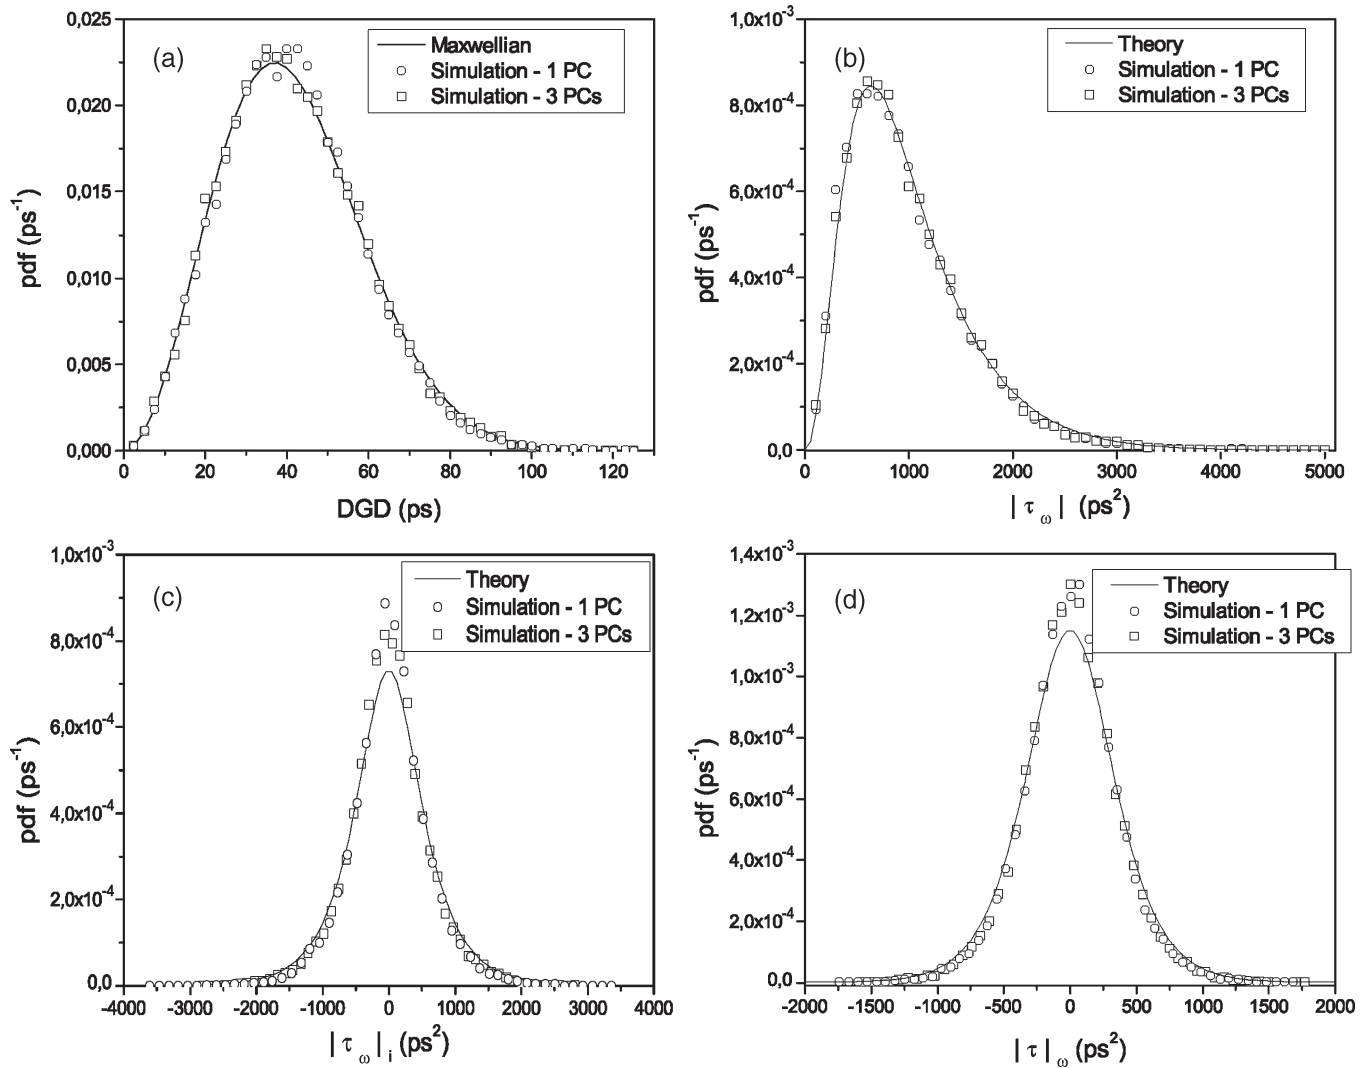 (a)
Maxwellian
Simulation - 1 PC
Simulation - 3 PCs
0,025
0,020
0,015
0,010
0,005
0,000
pdf (ps⁻¹)
0 20 40 60 80 100 120
DGD (ps)
(b)
Theory
Simulation - 1 PC
Simulation - 3 PCs
1,0x10⁻³
8,0x10⁻⁴
6,0x10⁻⁴
4,0x10⁻⁴
2,0x10⁻⁴
0,0
pdf (ps⁻¹)
0 1000 2000 3000 4000 5000
| τ ω | (ps²)
(c)
Theory
Simulation - 1 PC
Simulation - 3 PCs
1,0x10⁻³
8,0x10⁻⁴
6,0x10⁻⁴
4,0x10⁻⁴
2,0x10⁻⁴
0,0
pdf (ps⁻¹)
-4000 -3000 -2000 -1000 0 1000 2000 3000 4000
| τ ω | i (ps²)
(d)
Theory
Simulation - 1 PC
Simulation - 3 PCs
1,4x10⁻³
1,2x10⁻³
1,0x10⁻³
8,0x10⁻⁴
6,0x10⁻⁴
4,0x10⁻⁴
2,0x10⁻⁴
0,0
pdf (ps⁻¹)
-2000 -1500 -1000 -500 0 500 1000 1500 2000
| τ | ω (ps²)